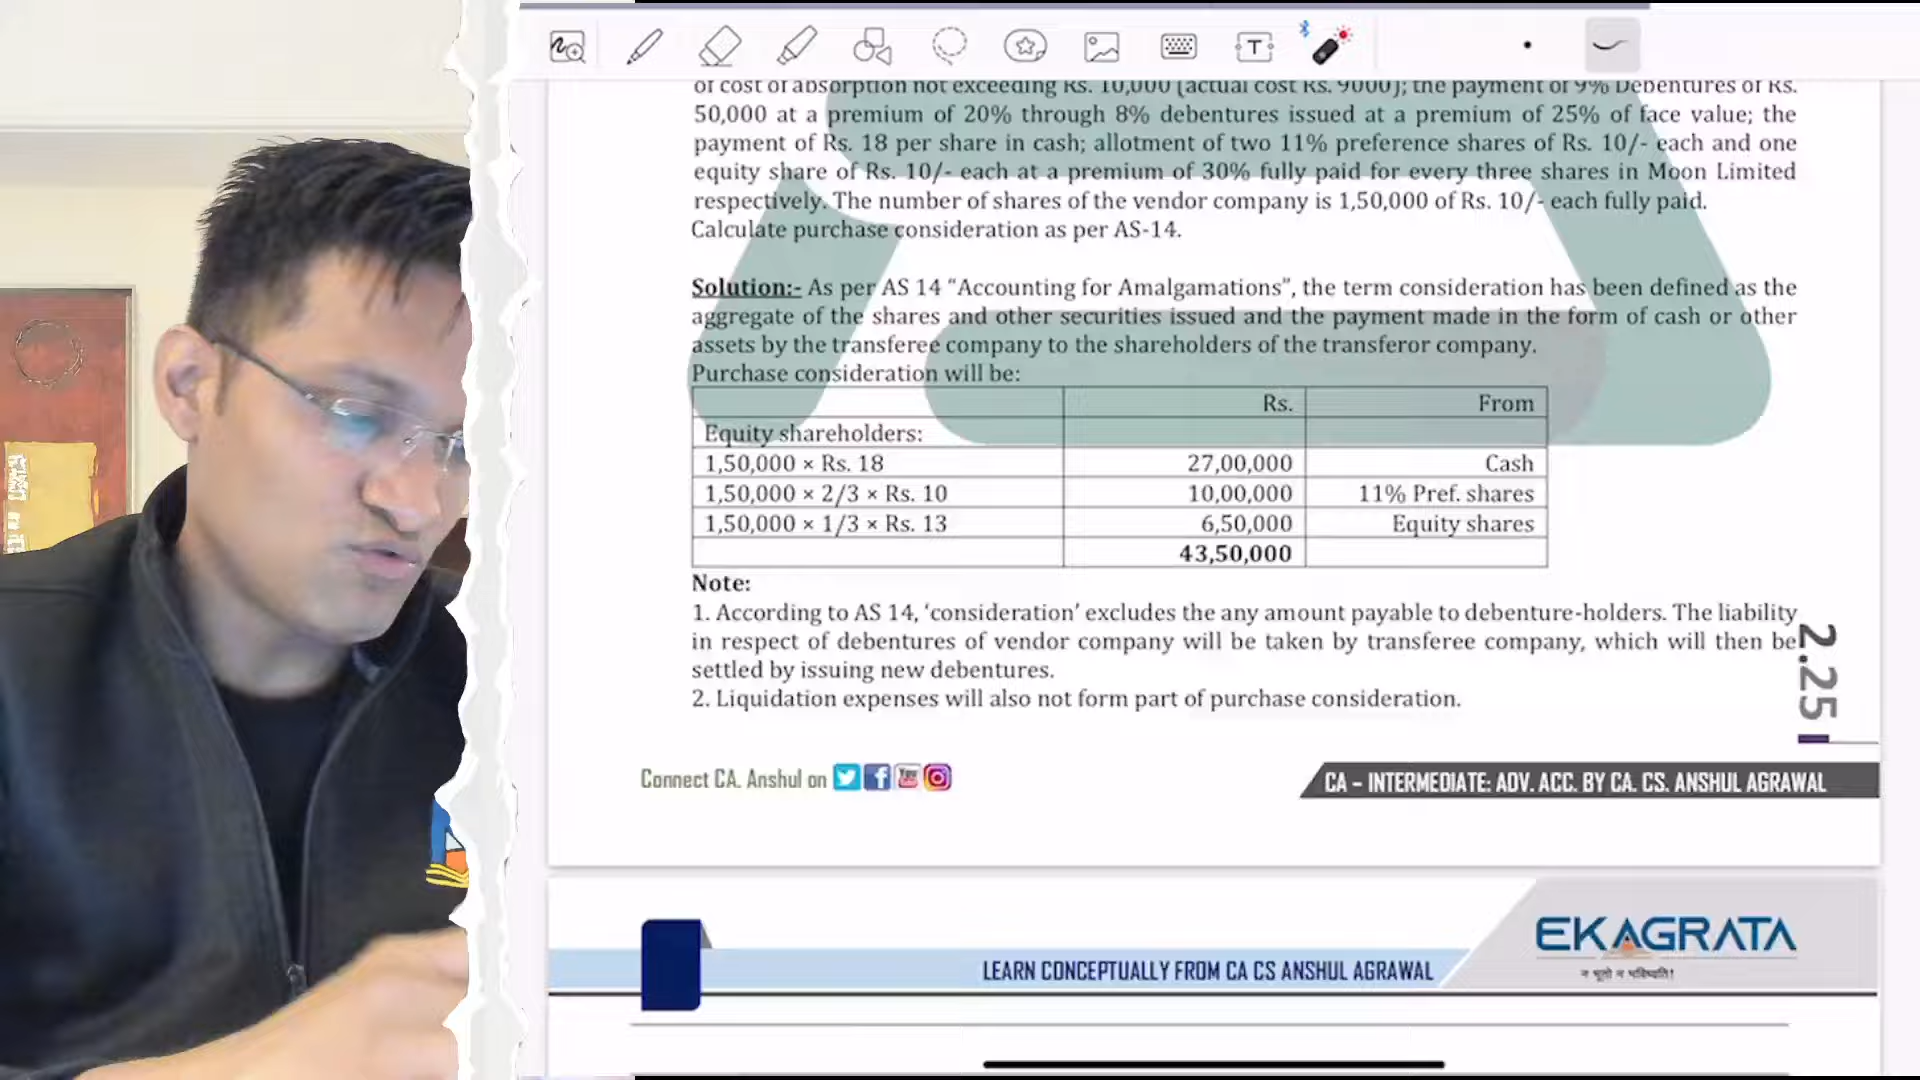 of cost of absorption not exceeding Rs. 10,000 (actual cost Rs. 9000); the payment of 9% Debentures of Rs.
50,000 at a premium of 20% through 8% debentures issued at a premium of 25% of face value; the
payment of Rs. 18 per share in cash; allotment of two 11% preference shares of Rs. 10/- each and one
equity share of Rs. 10/- each at a premium of 30% fully paid for every three shares in Moon Limited
respectively. The number of shares of the vendor company is 1,50,000 of Rs. 10/- each fully paid.
Calculate purchase consideration as per AS-14.
Solution:- As per AS 14 “Accounting for Amalgamations”, the term consideration has been defined as the
aggregate of the shares and other securities issued and the payment made in the form of cash or other
assets by the transferee company to the shareholders of the transferor company.
Purchase consideration will be:
Rs. From
Equity shareholders:
1,50,000 × Rs. 18 27,00,000 Cash
1,50,000 × 2/3 × Rs. 10 10,00,000 11% Pref. shares
1,50,000 × 1/3 × Rs. 13 6,50,000 Equity shares
43,50,000
Note:
1. According to AS 14, ‘consideration’ excludes the any amount payable to debenture-holders. The liability
in respect of debentures of vendor company will be taken by transferee company, which will then be
settled by issuing new debentures.
2. Liquidation expenses will also not form part of purchase consideration.
2.25
Connect CA. Anshul on
You
CA – INTERMEDIATE: ADV. ACC. BY CA. CS. ANSHUL AGRAWAL
EKAGRATA
न भूतो न भविष्यति!
LEARN CONCEPTUALLY FROM CA CS ANSHUL AGRAWAL